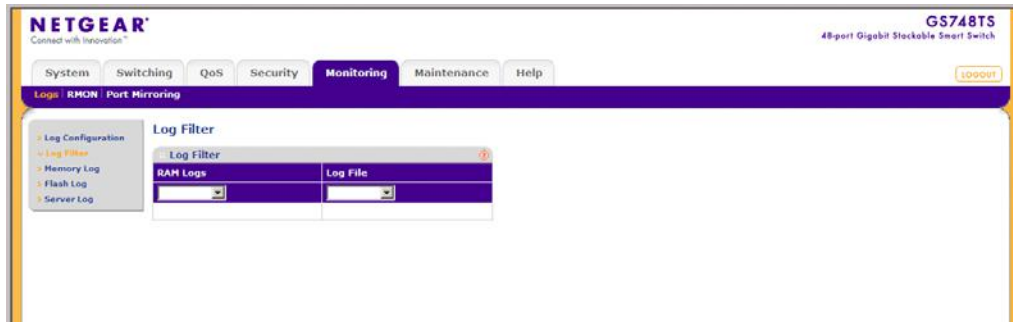 NETGEAR
Connect with Innovation™
GS748TS
48-port Gigabit Stackable Smart Switch
System Switching QoS Security Monitoring Maintenance Help
LOGOUT
Logs RMON Port Mirroring
Log Configuration
Log Filter
Memory Log
Flash Log
Server Log
Log Filter
Log Filter
RAM Logs Log File